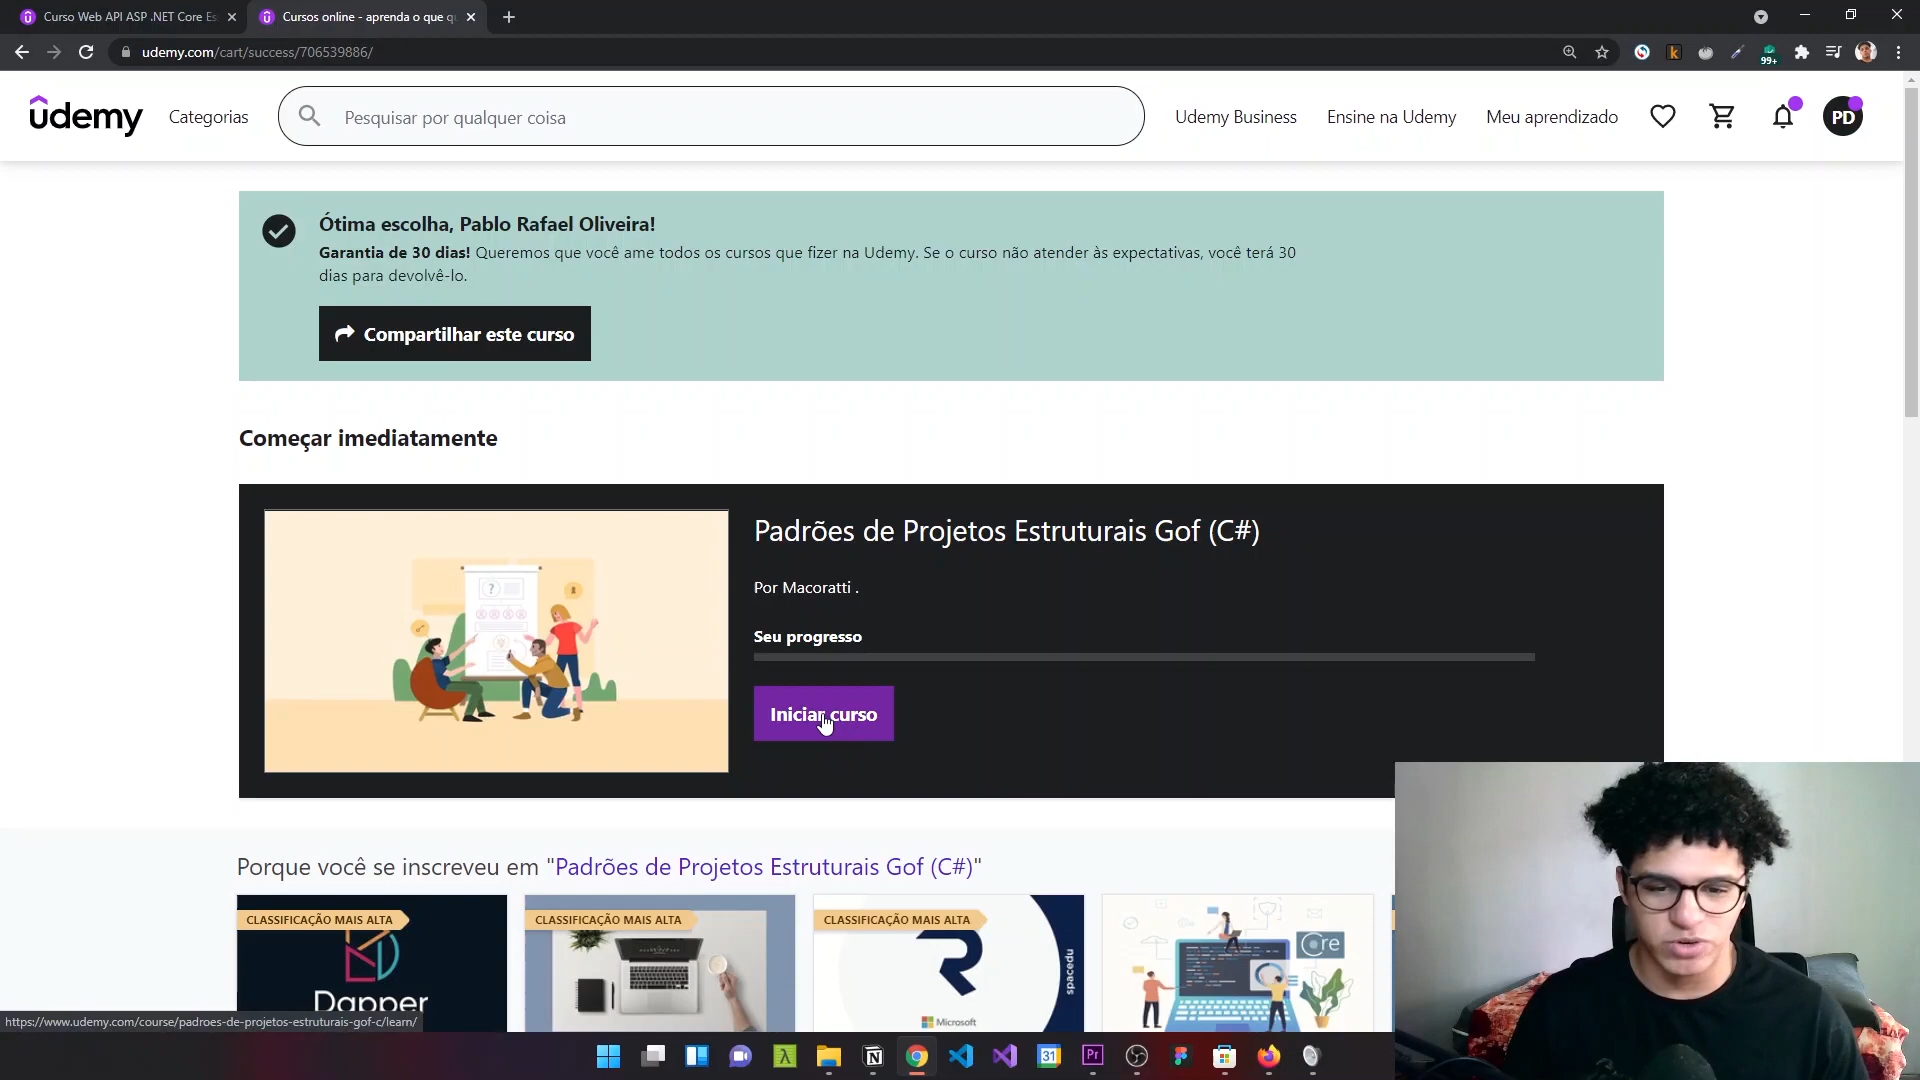 Curso Web API ASP .NET Core Es
Cursos online - aprenda o que qu
udemy.com/cart/success/706539886/
99+
udemy
Categorias
Pesquisar por qualquer coisa
Udemy Business
Ensine na Udemy
Meu aprendizado
PD
Ótima escolha, Pablo Rafael Oliveira!
Garantia de 30 dias! Queremos que você ame todos os cursos que fizer na Udemy. Se o curso não atender às expectativas, você terá 30
dias para devolvê-lo.
Compartilhar este curso
Começar imediatamente
Padrões de Projetos Estruturais Gof (C#)
Por Macoratti .
Seu progresso
Iniciar curso
Porque você se inscreveu em "Padrões de Projetos Estruturais Gof (C#)"
CLASSIFICAÇÃO MAIS ALTA
CLASSIFICAÇÃO MAIS ALTA
CLASSIFICAÇÃO MAIS ALTA
Dapper
spacedu
Microsoft
Core
https://www.udemy.com/course/padroes-de-projetos-estruturais-gof-c/learn/
31
Pr